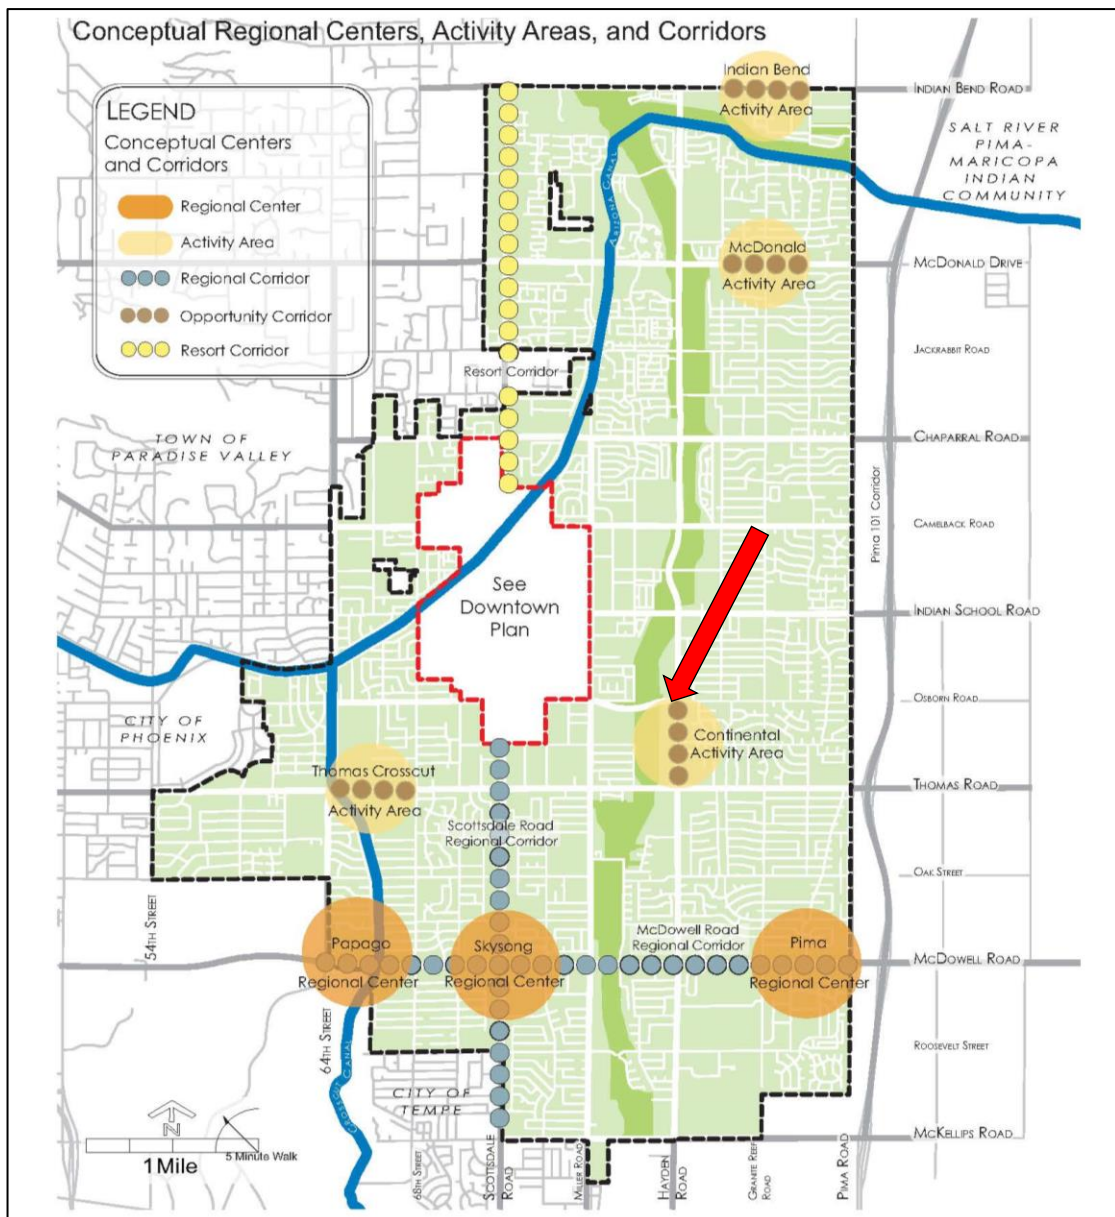 Conceptual Regional Centers, Activity Areas, and Corridors
LEGEND
Conceptual Centers
and Corridors
Regional Center
Activity Area
Regional Corridor
Opportunity Corridor
Resort Corridor
Indian Bend
Activity Area
INDIAN BEND ROAD
SALT RIVER
PIMA-
MARICOPA
INDIAN
COMMUNITY
ARIZONA CANAL
McDonald
Activity Area
MCDONALD DRIVE
JACKRABBIT ROAD
Resort Corridor
TOWN OF
PARADISE VALLEY
CHAPARRAL ROAD
Pima 101 Corridor
CAMELBACK ROAD
See
Downtown
Plan
INDIAN SCHOOL ROAD
OSBORN ROAD
CITY OF
PHOENIX
Continental
Activity Area
Thomas Crosscut
Activity Area
THOMAS ROAD
Scottsdale Road
Regional Corridor
OAK STREET
54TH STREET
Papago
Regional Center
Skysong
Regional Center
McDowell Road
Regional Corridor
Pima
Regional Center
MCDOWELL ROAD
64TH STREET
CROSSCUT CANAL
ROOSEVELT STREET
CITY OF
TEMPE
N
1 Mile
5 Minute Walk
MCKELLIPS ROAD
68TH STREET
SCOTTSDALE
ROAD
MILLER ROAD
HAYDEN
ROAD
GRANITE REEF
ROAD
PIMA ROAD